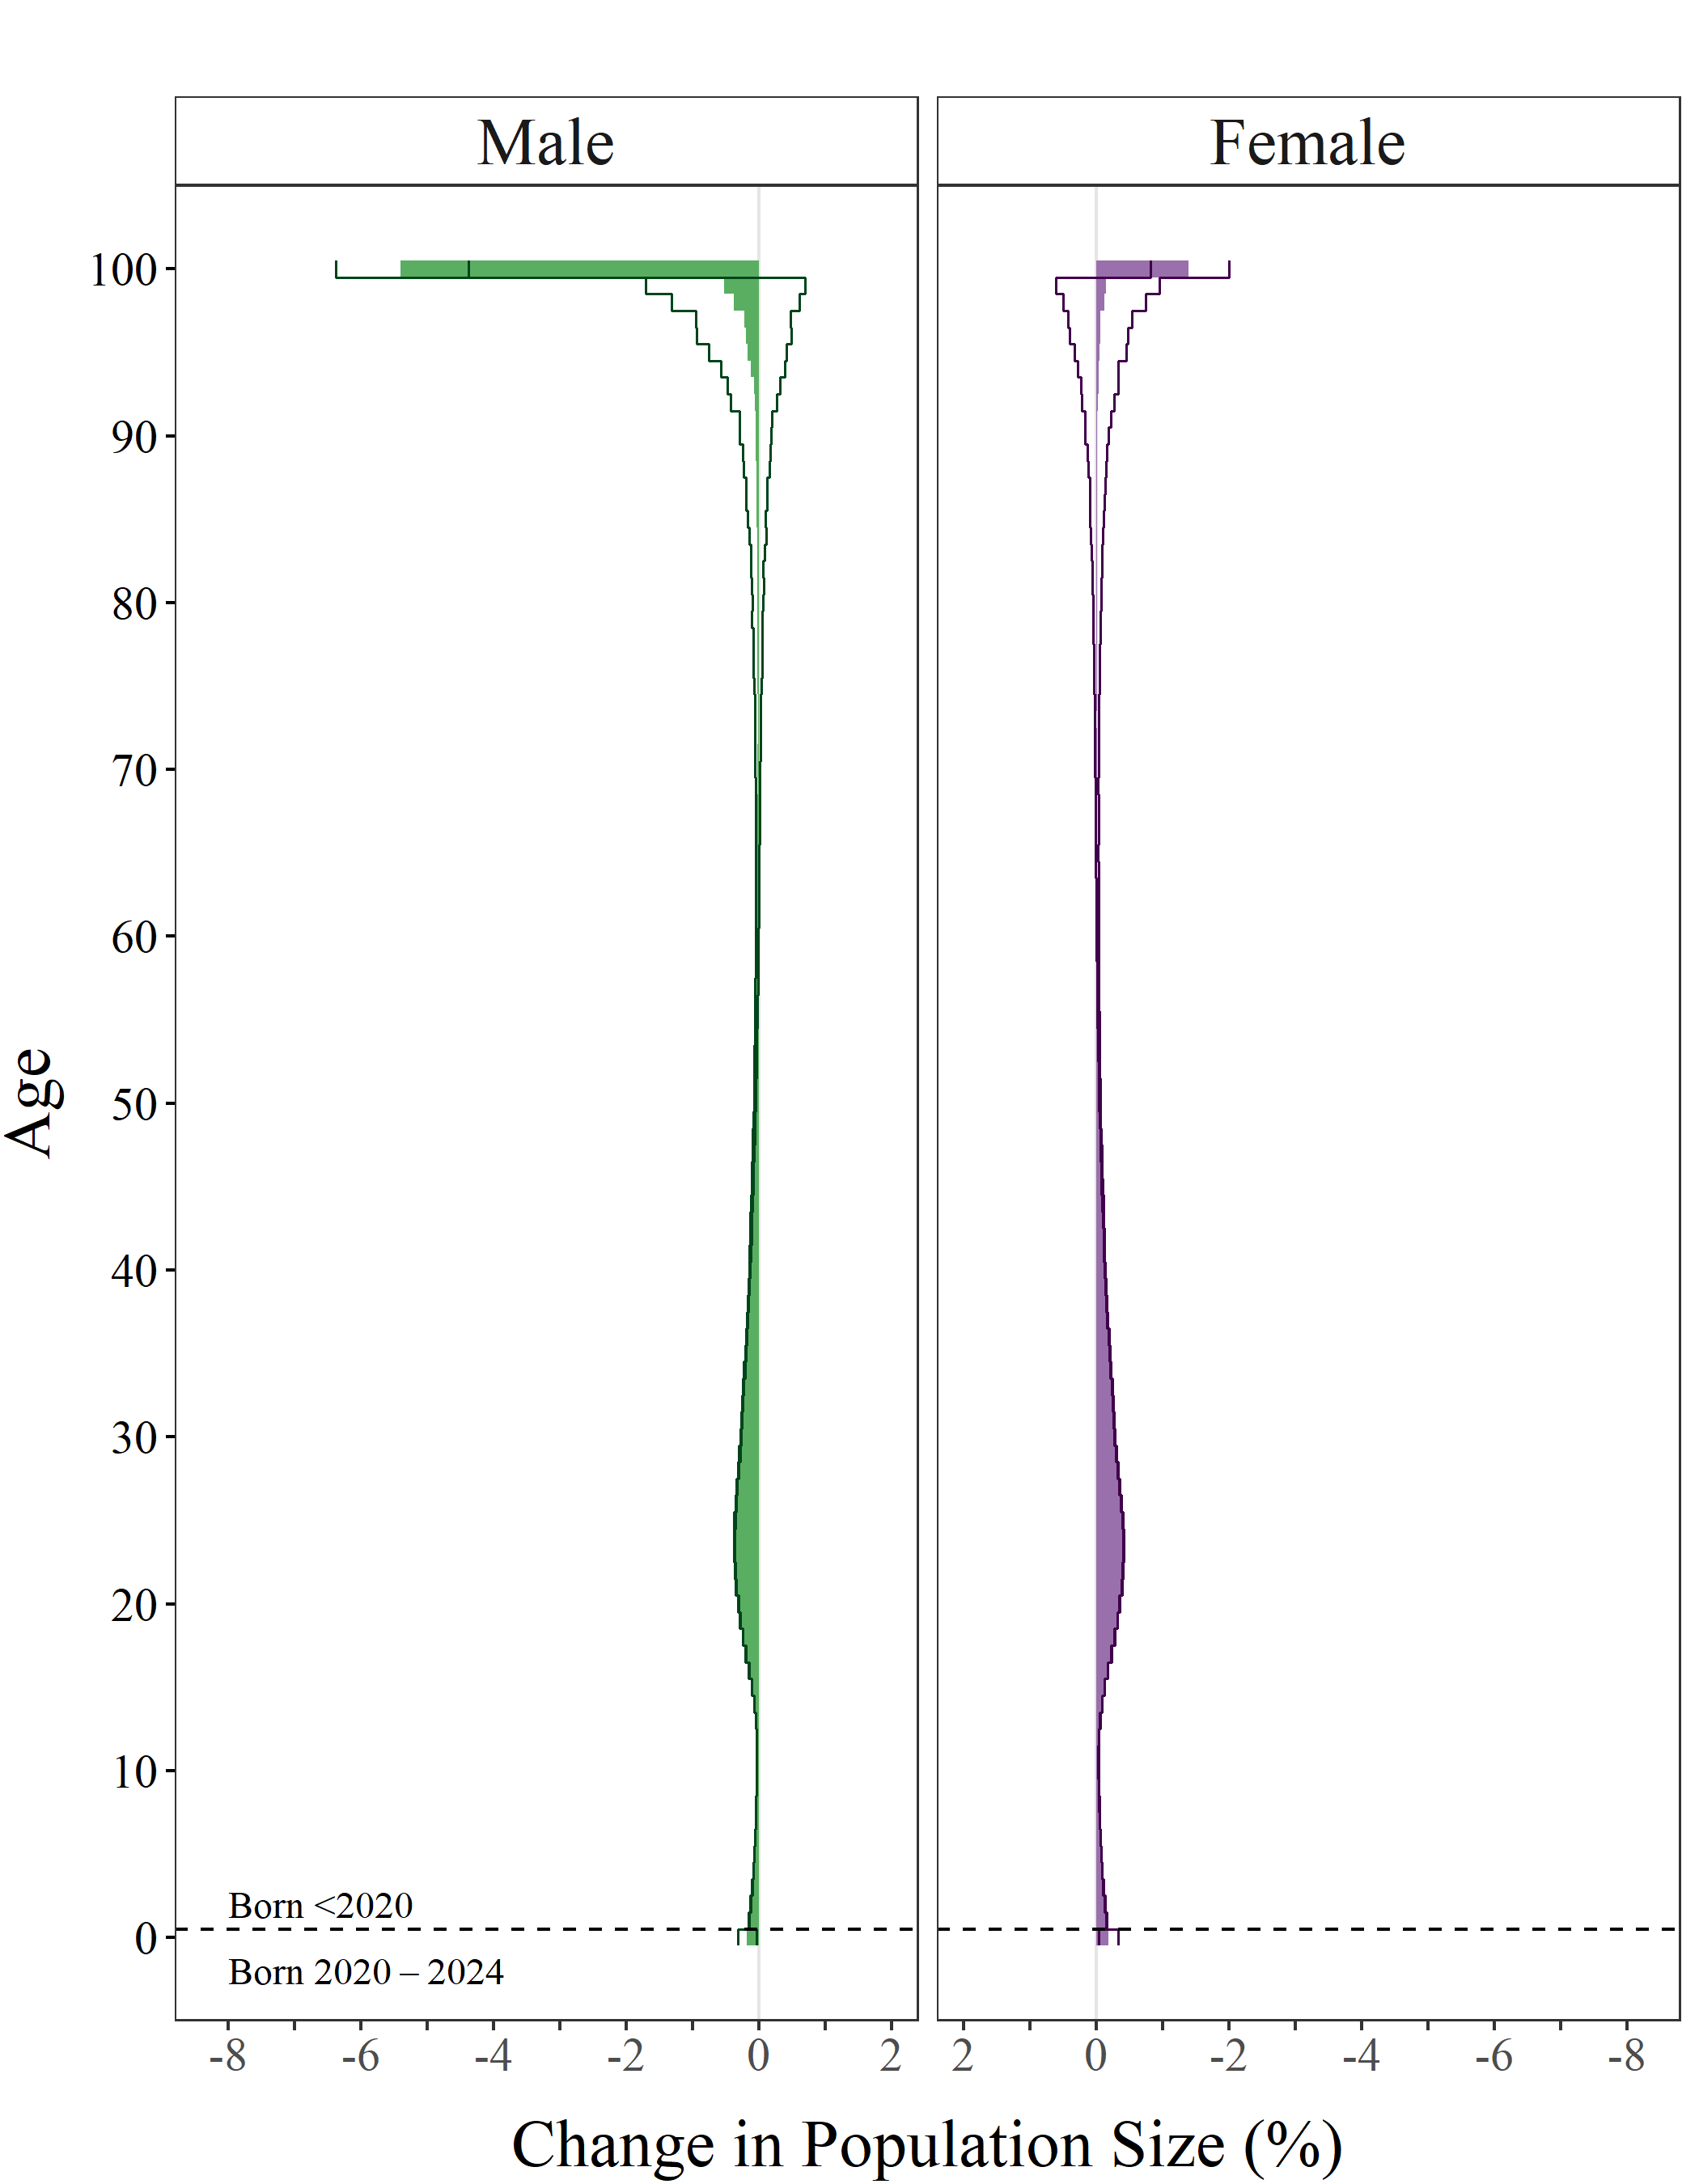 Male Female
100
90
80
70
60
50
40
30
20
10
0
Age
Born <2020
Born 2020 – 2024
-8 -6 -4 -2 0 2 2 0 -2 -4 -6 -8
Change in Population Size (%)